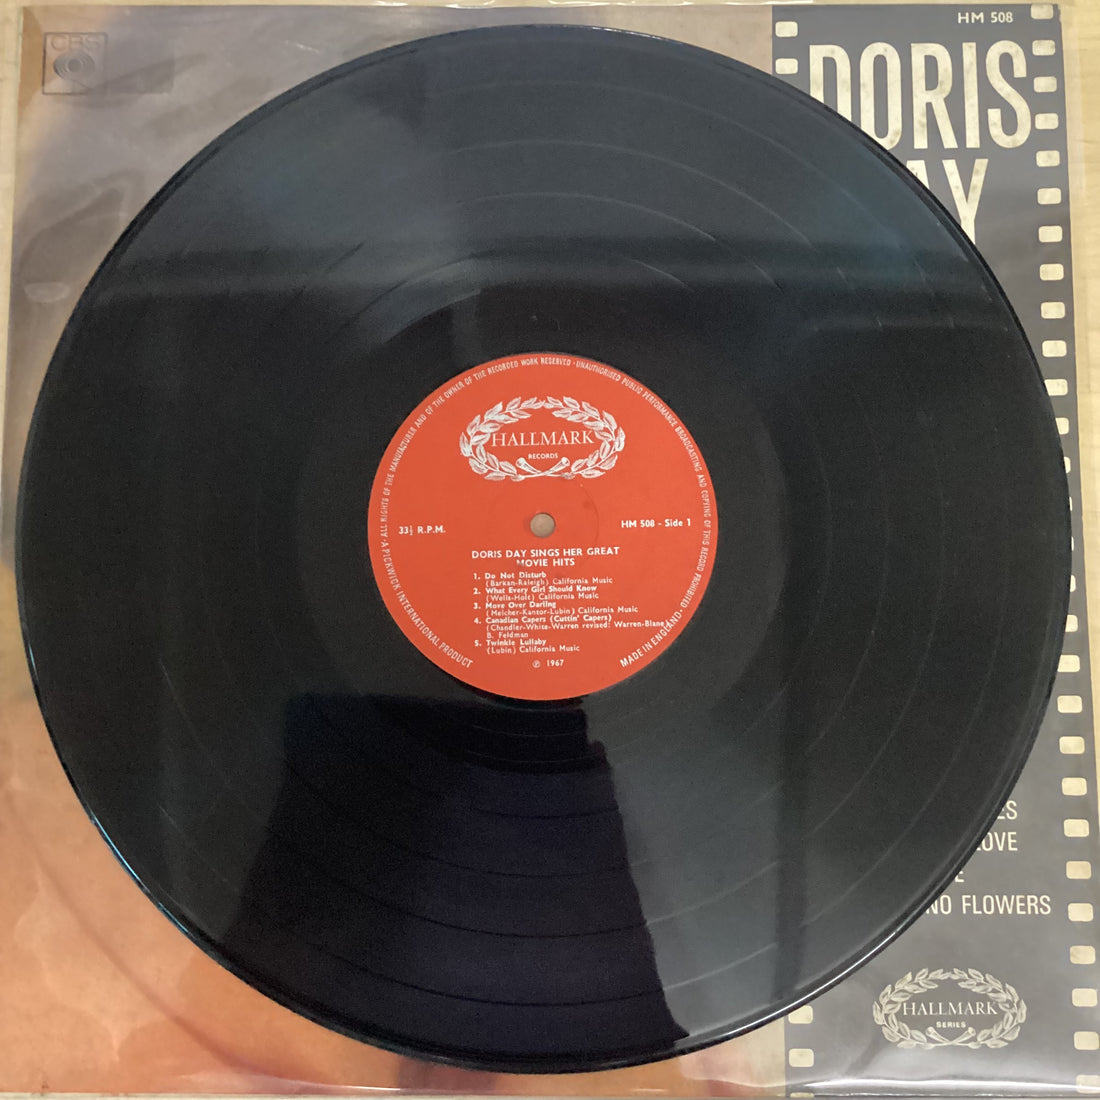 CBS
HM 508
DORIS
AY
ALL RIGHTS OF THE MANUFACTURER AND OF THE OWNER OF THE RECORDED WORK RESERVED · UNAUTHORISED PUBLIC PERFORMANCE BROADCASTING AND COPYING OF THIS RECORD PROHIBITED · MADE IN ENGLAND
· A PICKWICK INTERNATIONAL PRODUCT
HALLMARK
RECORDS
33⅓ R.P.M.
HM 508 - Side 1
DORIS DAY SINGS HER GREAT
MOVIE HITS
1. Do Not Disturb
(Barkan-Raleigh) California Music
2. What Every Girl Should Know
(Wells-Holt) California Music
3. Move Over Darling
(Melcher-Kantor-Lubin) California Music
4. Canadian Capers (Cuttin' Capers)
(Chandler-White-Warren revised: Warren-Blane)
B. Feldman
5. Twinkle Lullaby
(Lubin) California Music
℗ 1967
ES
LOVE
E
NO FLOWERS
HALLMARK
SERIES